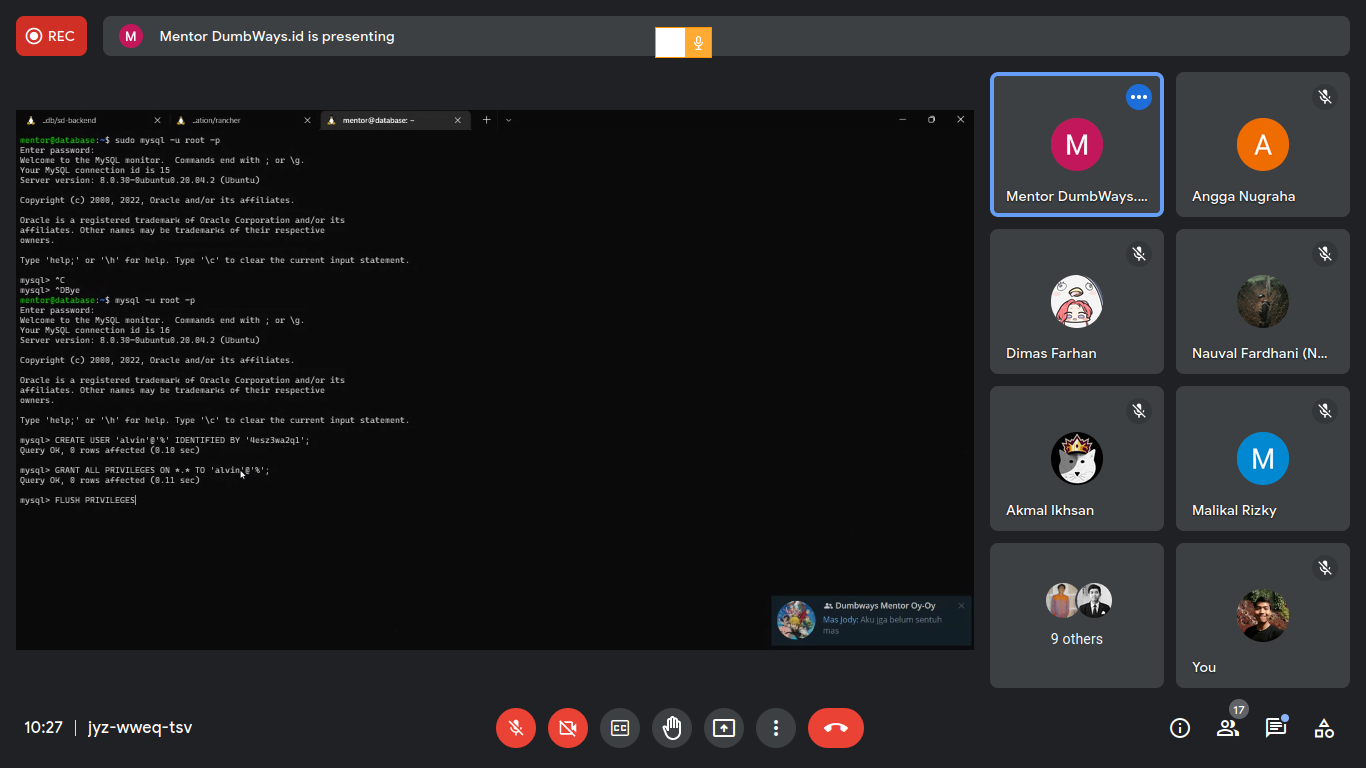 REC
M
Mentor DumbWays.id is presenting
..db/sd-backend
..ation/rancher
mentor@database: ~
mentor@database:~$ sudo mysql -u root -p
Enter password:
Welcome to the MySQL monitor.  Commands end with ; or \g.
Your MySQL connection id is 15
Server version: 8.0.30-0ubuntu0.20.04.2 (Ubuntu)
Copyright (c) 2000, 2022, Oracle and/or its affiliates.
Oracle is a registered trademark of Oracle Corporation and/or its
affiliates. Other names may be trademarks of their respective
owners.
Type 'help;' or '\h' for help. Type '\c' to clear the current input statement.
mysql> ^C
mysql> ^DBye
mentor@database:~$ mysql -u root -p
Enter password:
Welcome to the MySQL monitor.  Commands end with ; or \g.
Your MySQL connection id is 16
Server version: 8.0.30-0ubuntu0.20.04.2 (Ubuntu)
Copyright (c) 2000, 2022, Oracle and/or its affiliates.
Oracle is a registered trademark of Oracle Corporation and/or its
affiliates. Other names may be trademarks of their respective
owners.
Type 'help;' or '\h' for help. Type '\c' to clear the current input statement.
mysql> CREATE USER 'alvin'@'%' IDENTIFIED BY '4esz3wa2q1';
Query OK, 0 rows affected (0.10 sec)
mysql> GRANT ALL PRIVILEGES ON *.* TO 'alvin'@'%';
Query OK, 0 rows affected (0.11 sec)
mysql> FLUSH PRIVILEGES
Dumbways Mentor Oy-Oy
Mas Jody: Aku jga belum sentuh
mas
M
Mentor DumbWays....
A
Angga Nugraha
Dimas Farhan
Nauval Fardhani (N...
Akmal Ikhsan
M
Malikal Rizky
9 others
You
10:27
jyz-wweq-tsv
CC
17